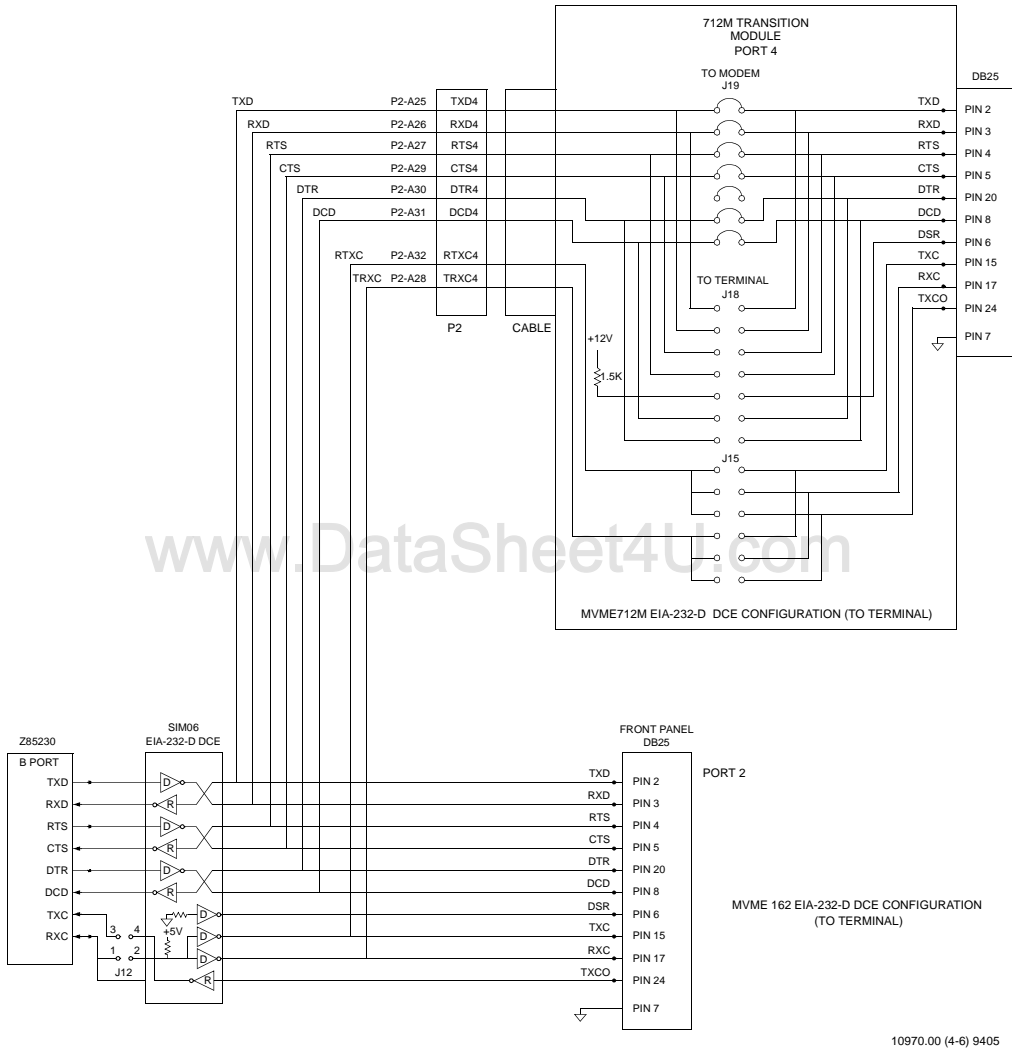 712M TRANSITION
MODULE
PORT 4
TO MODEM
J19
DB25
TXD P2-A25 TXD4 TXD PIN 2
RXD P2-A26 RXD4 RXD PIN 3
RTS P2-A27 RTS4 RTS PIN 4
CTS P2-A29 CTS4 CTS PIN 5
DTR P2-A30 DTR4 DTR PIN 20
DCD P2-A31 DCD4 DCD PIN 8
DSR PIN 6
RTXC P2-A32 RTXC4 TXC PIN 15
TRXC P2-A28 TRXC4 RXC PIN 17
TO TERMINAL
J18
TXCO PIN 24
P2 CABLE
+12V
PIN 7
1.5K
J15
www.DataSheet4U.com
MVME712M EIA-232-D DCE CONFIGURATION (TO TERMINAL)
Z85230
B PORT
SIM06
EIA-232-D DCE
FRONT PANEL
DB25
PORT 2
TXD D TXD PIN 2
RXD R RXD PIN 3
RTS D RTS PIN 4
CTS R CTS PIN 5
DTR D DTR PIN 20
DCD R DCD PIN 8
TXC D DSR PIN 6
RXC 3 4 +5V D TXC PIN 15
1 2 D RXC PIN 17
J12 R TXCO PIN 24
PIN 7
MVME 162 EIA-232-D DCE CONFIGURATION
(TO TERMINAL)
10970.00 (4-6) 9405